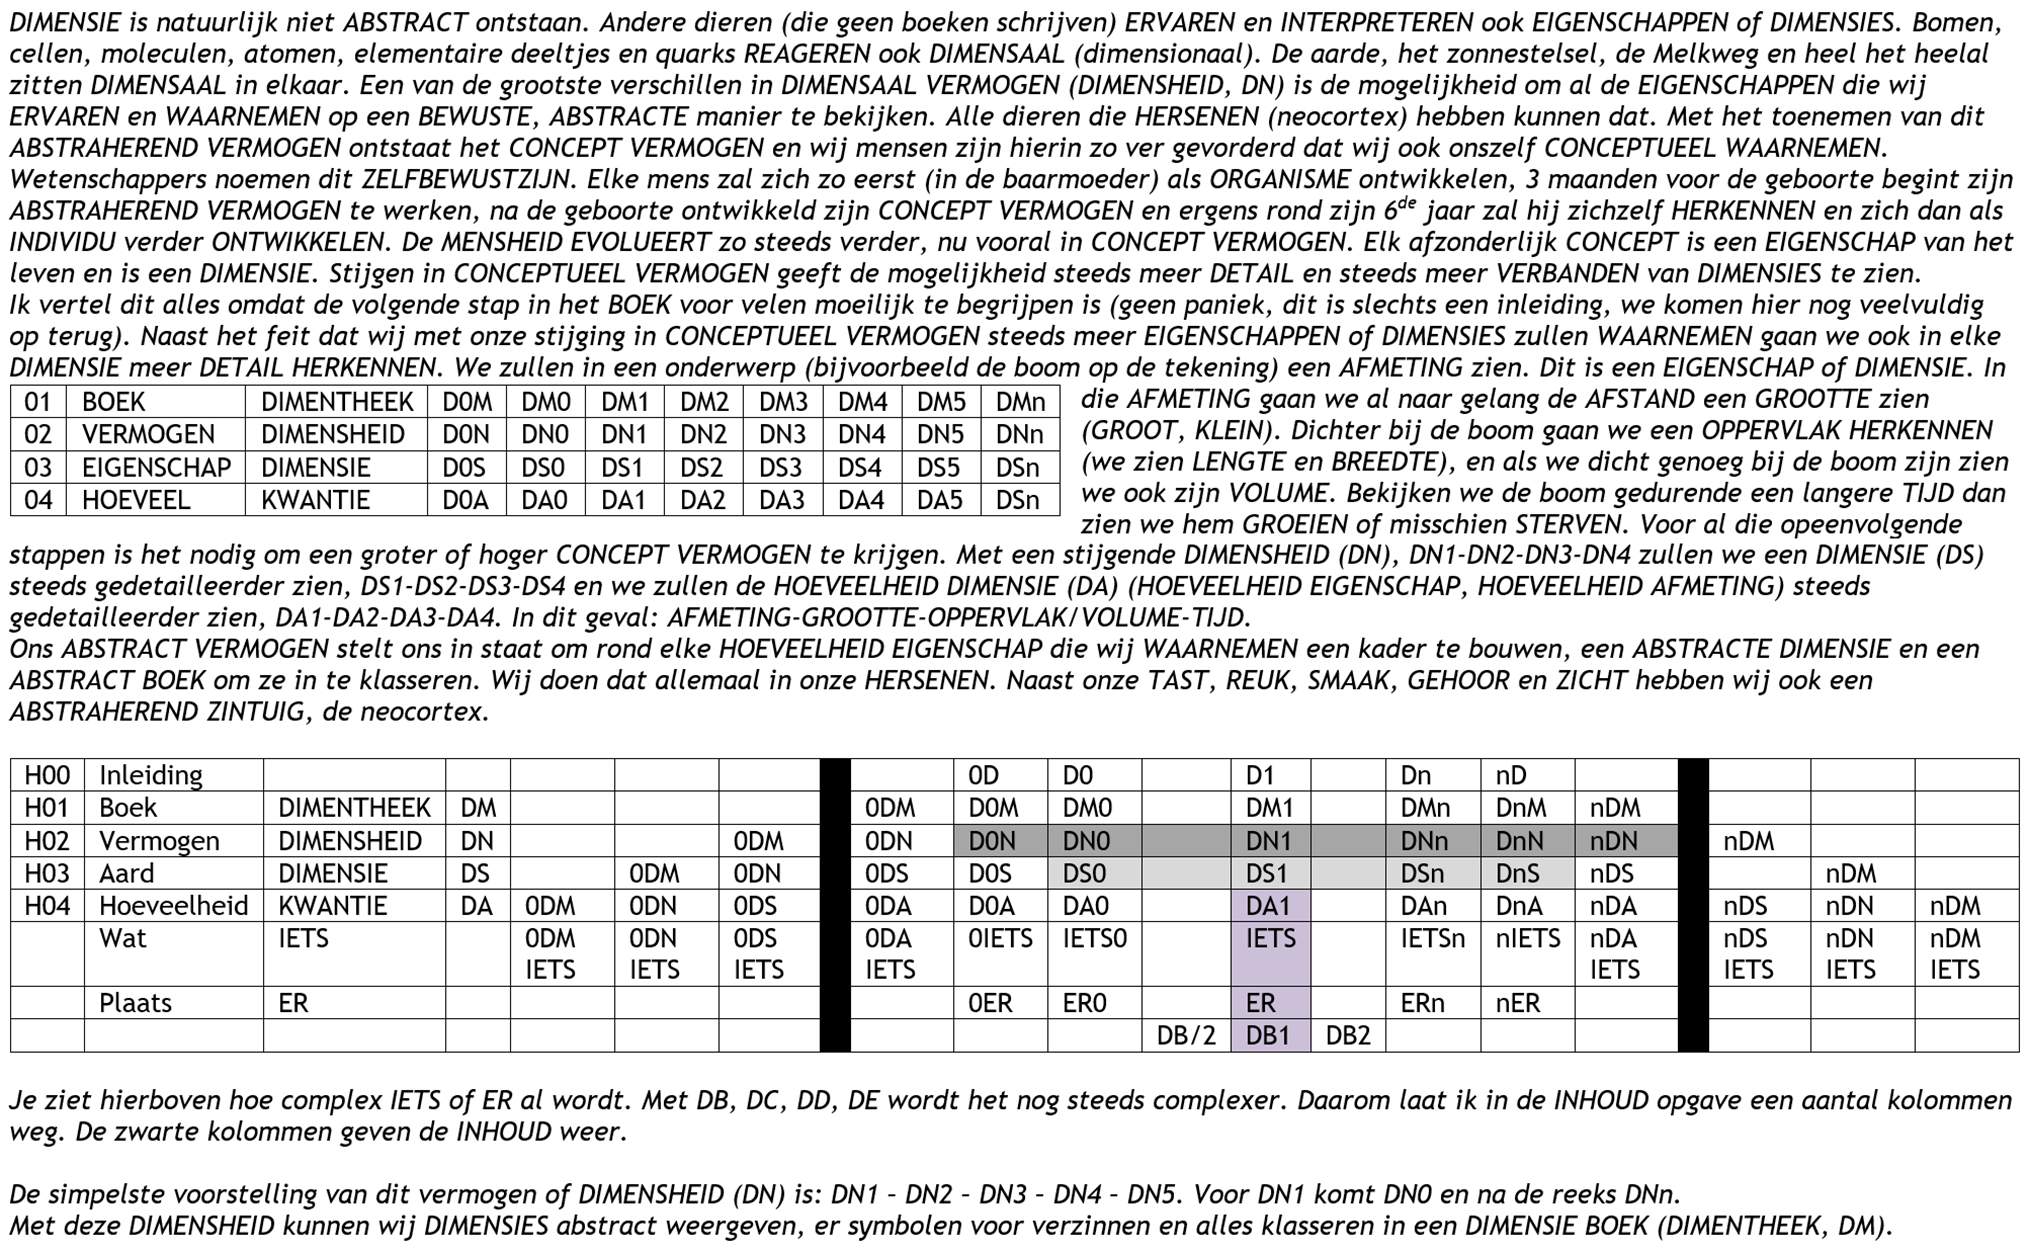 DIMENSIE is natuurlijk niet ABSTRACT ontstaan. Andere dieren (die geen boeken schrijven) ERVAREN en INTERPRETEREN ook EIGENSCHAPPEN of DIMENSIES. Bomen,
cellen, moleculen, atomen, elementaire deeltjes en quarks REAGEREN ook DIMENSAAL (dimensionaal). De aarde, het zonnestelsel, de Melkweg en heel het heelal
zitten DIMENSAAL in elkaar. Een van de grootste verschillen in DIMENSAAL VERMOGEN (DIMENSHEID, DN) is de mogelijkheid om al de EIGENSCHAPPEN die wij
ERVAREN en WAARNEMEN op een BEWUSTE, ABSTRACTE manier te bekijken. Alle dieren die HERSENEN (neocortex) hebben kunnen dat. Met het toenemen van dit
ABSTRAHEREND VERMOGEN ontstaat het CONCEPT VERMOGEN en wij mensen zijn hierin zo ver gevorderd dat wij ook onszelf CONCEPTUEEL WAARNEMEN.
Wetenschappers noemen dit ZELFBEWUSTZIJN. Elke mens zal zich zo eerst (in de baarmoeder) als ORGANISME ontwikkelen, 3 maanden voor de geboorte begint zijn
ABSTRAHEREND VERMOGEN te werken, na de geboorte ontwikkeld zijn CONCEPT VERMOGEN en ergens rond zijn 6de jaar zal hij zichzelf HERKENNEN en zich dan als
INDIVIDU verder ONTWIKKELEN. De MENSHEID EVOLUEERT zo steeds verder, nu vooral in CONCEPT VERMOGEN. Elk afzonderlijk CONCEPT is een EIGENSCHAP van het
leven en is een DIMENSIE. Stijgen in CONCEPTUEEL VERMOGEN geeft de mogelijkheid steeds meer DETAIL en steeds meer VERBANDEN van DIMENSIES te zien.
Ik vertel dit alles omdat de volgende stap in het BOEK voor velen moeilijk te begrijpen is (geen paniek, dit is slechts een inleiding, we komen hier nog veelvuldig
op terug). Naast het feit dat wij met onze stijging in CONCEPTUEEL VERMOGEN steeds meer EIGENSCHAPPEN of DIMENSIES zullen WAARNEMEN gaan we ook in elke
DIMENSIE meer DETAIL HERKENNEN. We zullen in een onderwerp (bijvoorbeeld de boom op de tekening) een AFMETING zien. Dit is een EIGENSCHAP of DIMENSIE. In
01 BOEK DIMENTHEEK D0M DM0 DM1 DM2 DM3 DM4 DM5 DMn
02 VERMOGEN DIMENSHEID D0N DN0 DN1 DN2 DN3 DN4 DN5 DNn
03 EIGENSCHAP DIMENSIE D0S DS0 DS1 DS2 DS3 DS4 DS5 DSn
04 HOEVEEL KWANTIE D0A DA0 DA1 DA2 DA3 DA4 DA5 DSn
die AFMETING gaan we al naar gelang de AFSTAND een GROOTTE zien
(GROOT, KLEIN). Dichter bij de boom gaan we een OPPERVLAK HERKENNEN
(we zien LENGTE en BREEDTE), en als we dicht genoeg bij de boom zijn zien
we ook zijn VOLUME. Bekijken we de boom gedurende een langere TIJD dan
zien we hem GROEIEN of misschien STERVEN. Voor al die opeenvolgende
stappen is het nodig om een groter of hoger CONCEPT VERMOGEN te krijgen. Met een stijgende DIMENSHEID (DN), DN1-DN2-DN3-DN4 zullen we een DIMENSIE (DS)
steeds gedetailleerder zien, DS1-DS2-DS3-DS4 en we zullen de HOEVEELHEID DIMENSIE (DA) (HOEVEELHEID EIGENSCHAP, HOEVEELHEID AFMETING) steeds
gedetailleerder zien, DA1-DA2-DA3-DA4. In dit geval: AFMETING-GROOTTE-OPPERVLAK/VOLUME-TIJD.
Ons ABSTRACT VERMOGEN stelt ons in staat om rond elke HOEVEELHEID EIGENSCHAP die wij WAARNEMEN een kader te bouwen, een ABSTRACTE DIMENSIE en een
ABSTRACT BOEK om ze in te klasseren. Wij doen dat allemaal in onze HERSENEN. Naast onze TAST, REUK, SMAAK, GEHOOR en ZICHT hebben wij ook een
ABSTRAHEREND ZINTUIG, de neocortex.
H00 Inleiding 0D D0 D1 Dn nD
H01 Boek DIMENTHEEK DM 0DM D0M DM0 DM1 DMn DnM nDM
H02 Vermogen DIMENSHEID DN 0DM 0DN D0N DN0 DN1 DNn DnN nDN nDM
H03 Aard DIMENSIE DS 0DM 0DN 0DS D0S DS0 DS1 DSn DnS nDS nDM
H04 Hoeveelheid KWANTIE DA 0DM 0DN 0DS 0DA D0A DA0 DA1 DAn DnA nDA nDS nDN nDM
Wat IETS 0DM 0DN 0DS 0DA 0IETS IETS0 IETS IETSn nIETS nDA nDS nDN nDM
IETS IETS IETS IETS IETS IETS IETS IETS
Plaats ER 0ER ER0 ER ERn nER
DB/2 DB1 DB2
Je ziet hierboven hoe complex IETS of ER al wordt. Met DB, DC, DD, DE wordt het nog steeds complexer. Daarom laat ik in de INHOUD opgave een aantal kolommen
weg. De zwarte kolommen geven de INHOUD weer.
De simpelste voorstelling van dit vermogen of DIMENSHEID (DN) is: DN1 – DN2 – DN3 – DN4 – DN5. Voor DN1 komt DN0 en na de reeks DNn.
Met deze DIMENSHEID kunnen wij DIMENSIES abstract weergeven, er symbolen voor verzinnen en alles klasseren in een DIMENSIE BOEK (DIMENTHEEK, DM).